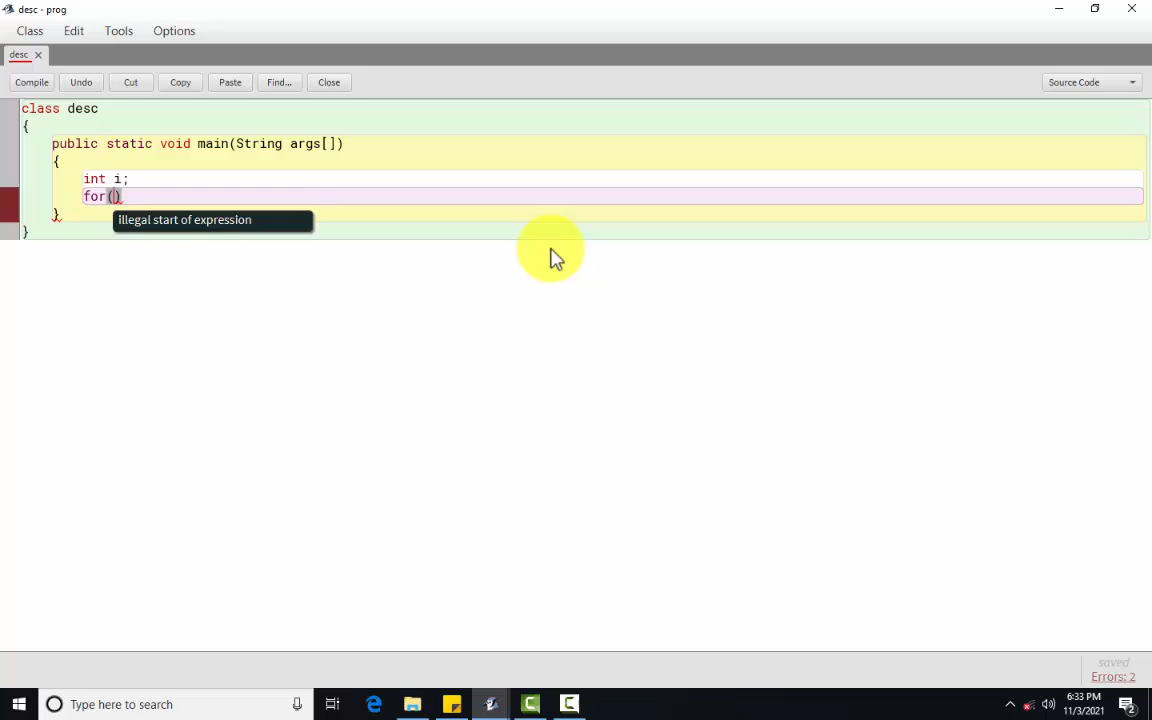 desc - prog
Class Edit Tools Options
desc
Compile Undo Cut Copy Paste Find... Close Source Code
class desc
{
public static void main(String args[])
{
int i;
for()
}
illegal start of expression
}
saved
Errors: 2
Type here to search
6:33 PM
11/3/2021
2